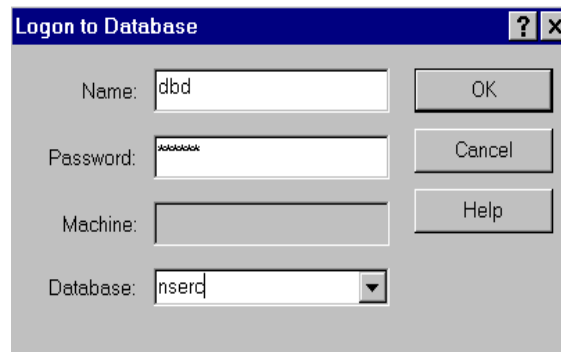 Logon to Database
Name: dbd OK
Password: ******* Cancel
Machine: Help
Database: nserc